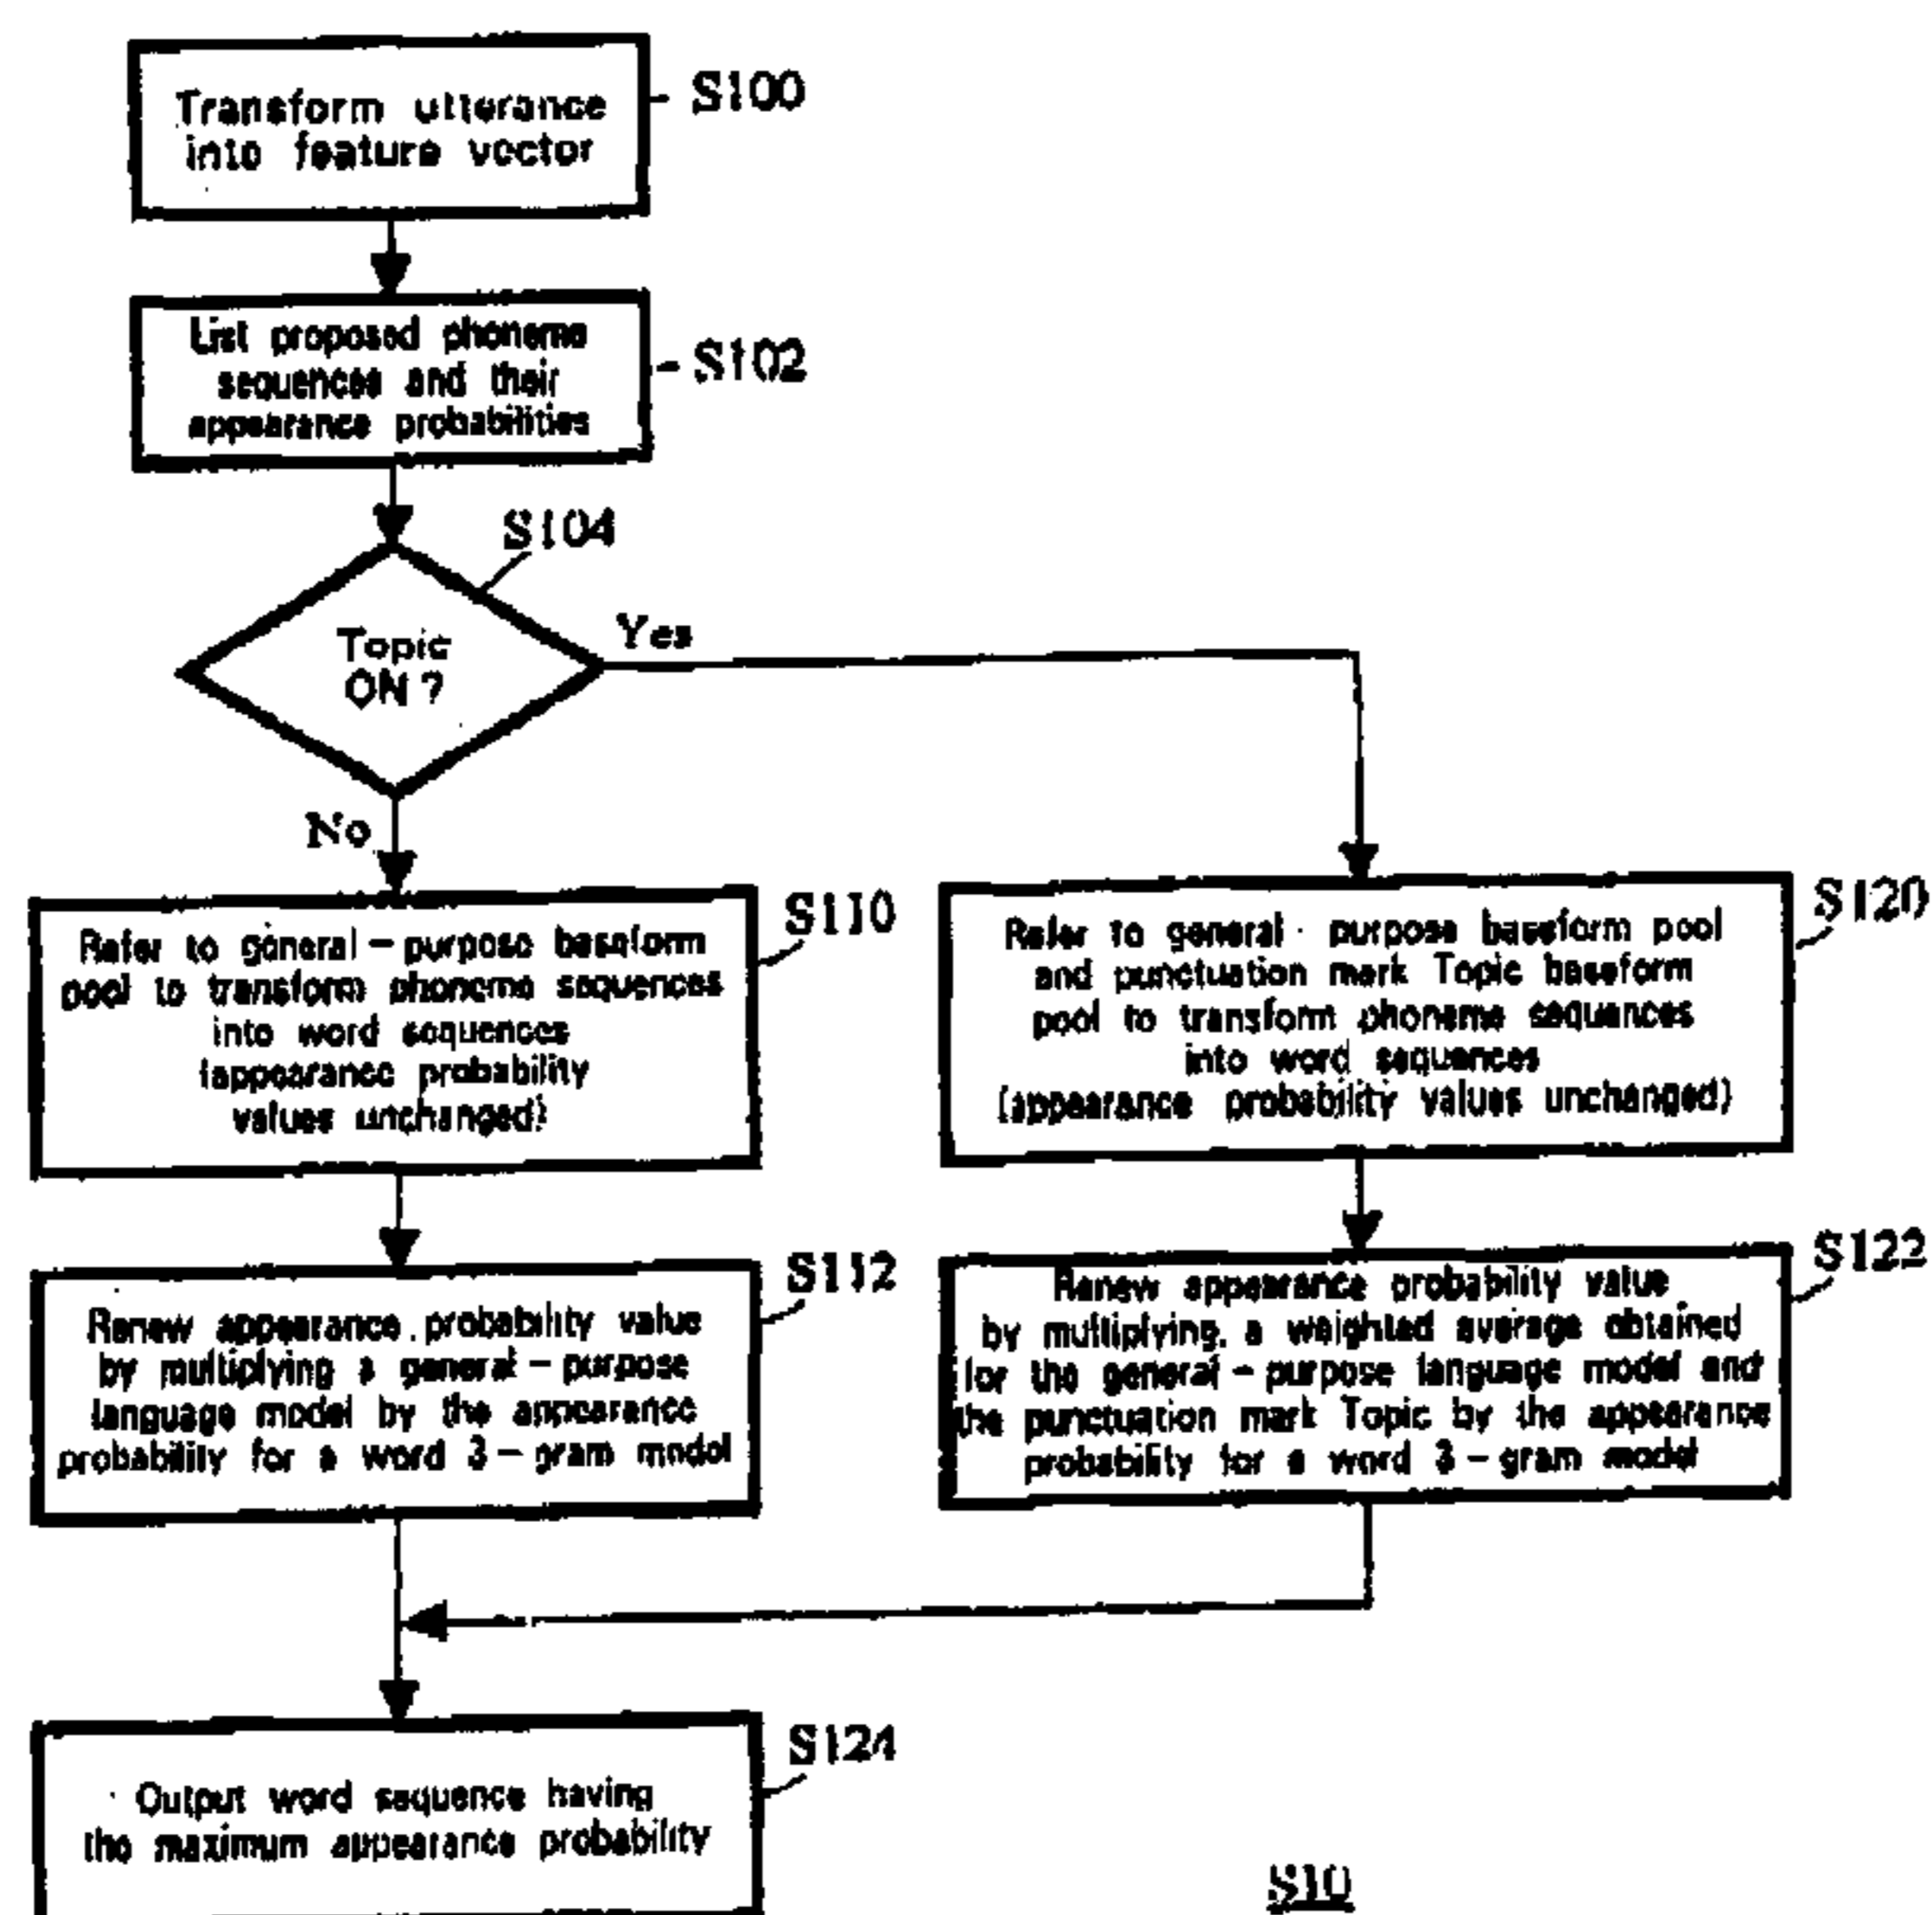 Transform utterance
into feature vector
S100
List proposed phoneme
sequences and their
appearance probabilities
S102
S104
Topic
ON ?
Yes
No
Refer to general-purpose baseform
pool to transform phoneme sequences
into word sequences
(appearance probability
values unchanged)
S110
Refer to general-purpose baseform pool
and punctuation mark Topic baseform
pool to transform phoneme sequences
into word sequences
(appearance probability values unchanged)
S120
Renew appearance probability value
by multiplying a general-purpose
language model by the appearance
probability for a word 3-gram model
S112
Renew appearance probability value
by multiplying, a weighted average obtained
for the general-purpose language model and
the punctuation mark Topic by the appearance
probability for a word 3-gram model
S122
Output word sequence having
the maximum appearance probability
S124
S10